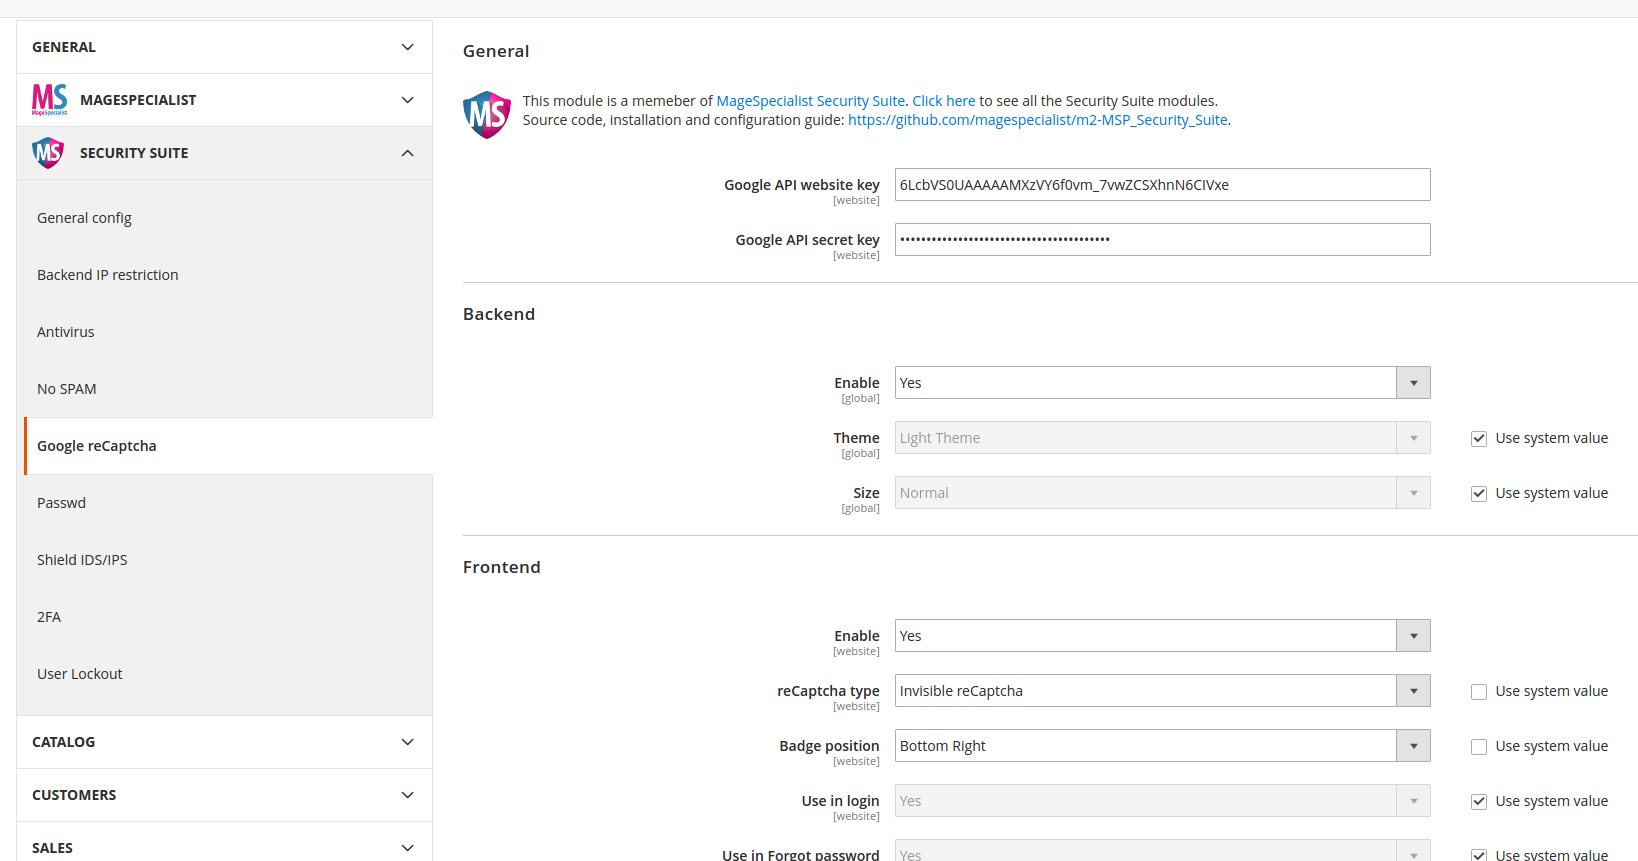 GENERAL
MS
MageSpecialist
MAGESPECIALIST
MS
SECURITY SUITE
General config
Backend IP restriction
Antivirus
No SPAM
Google reCaptcha
Passwd
Shield IDS/IPS
2FA
User Lockout
CATALOG
CUSTOMERS
SALES
General
MS
This module is a memeber of MageSpecialist Security Suite. Click here to see all the Security Suite modules.
Source code, installation and configuration guide: https://github.com/magespecialist/m2-MSP_Security_Suite.
Google API website key 6LcbVS0UAAAAAMXzVY6f0vm_7vwZCSXhnN6CIVxe
[website]
Google API secret key ••••••••••••••••••••••••••••••••••••••••
[website]
Backend
Enable Yes
[global]
Theme Light Theme Use system value
[global]
Size Normal Use system value
[global]
Frontend
Enable Yes
[website]
reCaptcha type Invisible reCaptcha Use system value
[website]
Badge position Bottom Right Use system value
[website]
Use in login Yes Use system value
[website]
Use in Forgot password Yes Use system value